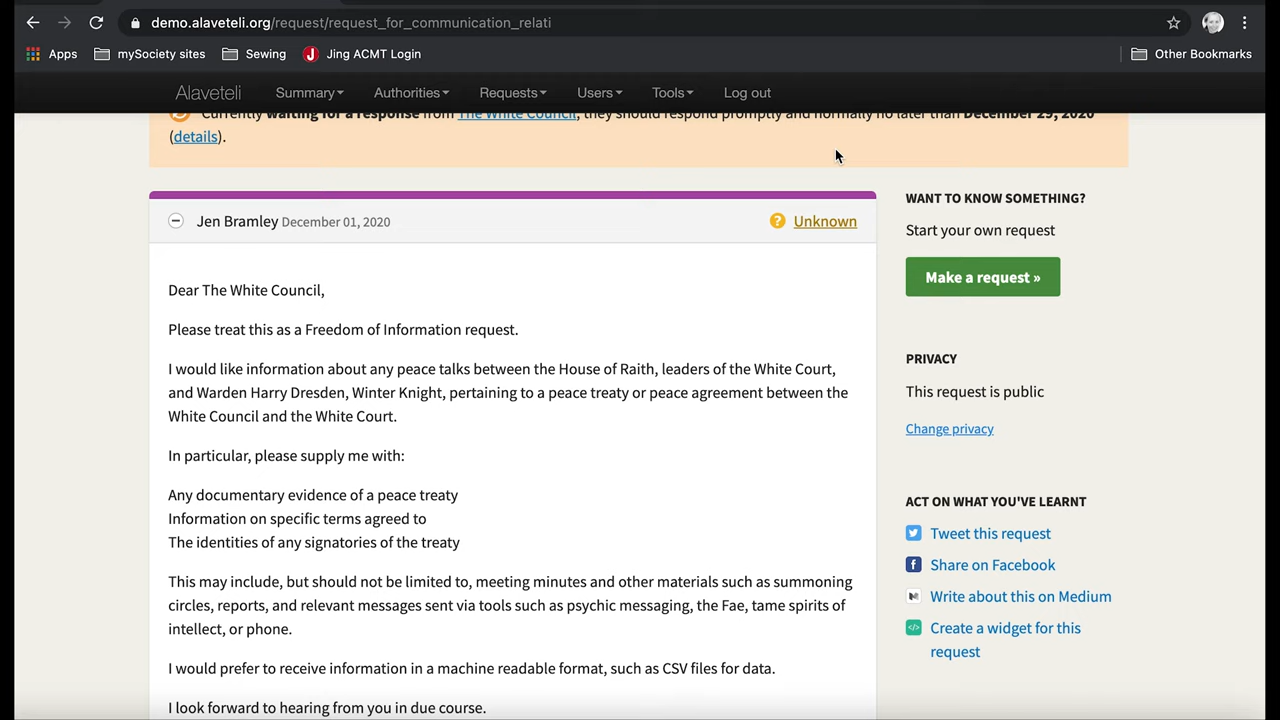 demo.alaveteli.org/request/request_for_communication_relati
Apps mySociety sites Sewing Jing ACMT Login Other Bookmarks
Alaveteli Summary Authorities Requests Users Tools Log out
Currently waiting for a response from The White Council, they should respond promptly and normally no later than December 29, 2020
(details).
Jen Bramley December 01, 2020 Unknown
Dear The White Council,
Please treat this as a Freedom of Information request.
I would like information about any peace talks between the House of Raith, leaders of the White Court,
and Warden Harry Dresden, Winter Knight, pertaining to a peace treaty or peace agreement between the
White Council and the White Court.
In particular, please supply me with:
Any documentary evidence of a peace treaty
Information on specific terms agreed to
The identities of any signatories of the treaty
This may include, but should not be limited to, meeting minutes and other materials such as summoning
circles, reports, and relevant messages sent via tools such as psychic messaging, the Fae, tame spirits of
intellect, or phone.
I would prefer to receive information in a machine readable format, such as CSV files for data.
I look forward to hearing from you in due course.
WANT TO KNOW SOMETHING?
Start your own request
Make a request »
PRIVACY
This request is public
Change privacy
ACT ON WHAT YOU'VE LEARNT
Tweet this request
Share on Facebook
Write about this on Medium
Create a widget for this
request